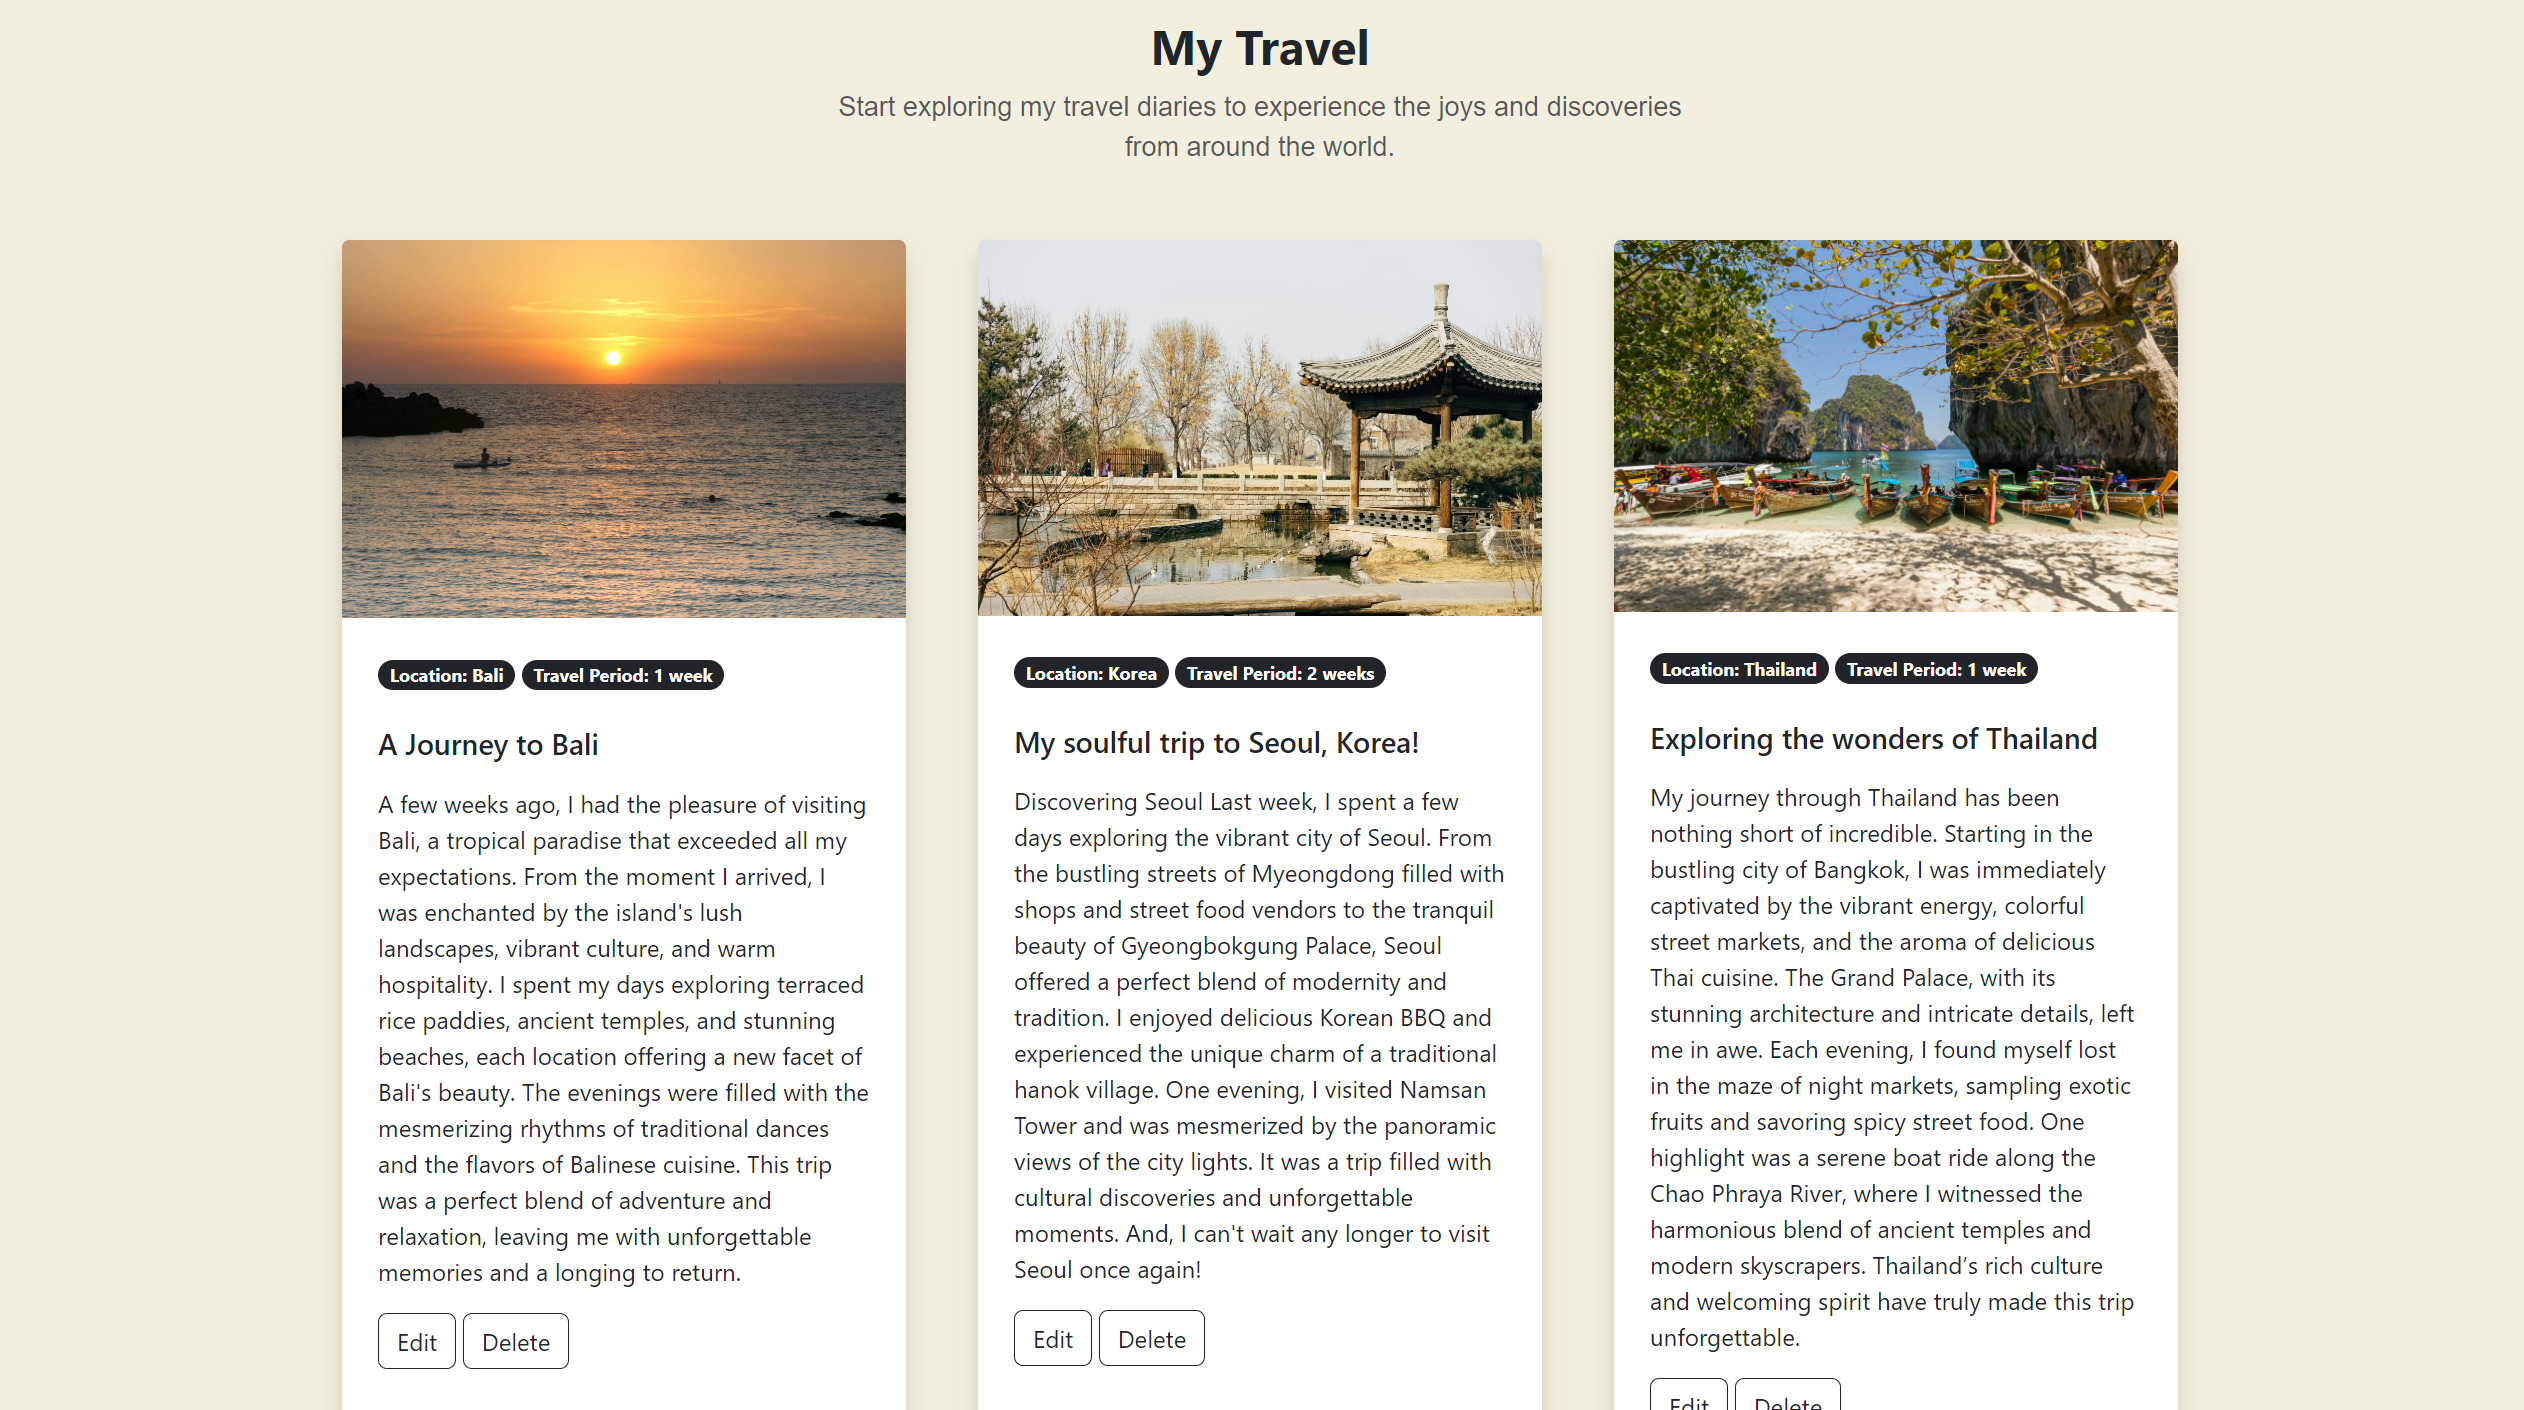 My Travel
Start exploring my travel diaries to experience the joys and discoveries
from around the world.
Location: Bali Travel Period: 1 week
A Journey to Bali
A few weeks ago, I had the pleasure of visiting
Bali, a tropical paradise that exceeded all my
expectations. From the moment I arrived, I
was enchanted by the island's lush
landscapes, vibrant culture, and warm
hospitality. I spent my days exploring terraced
rice paddies, ancient temples, and stunning
beaches, each location offering a new facet of
Bali's beauty. The evenings were filled with the
mesmerizing rhythms of traditional dances
and the flavors of Balinese cuisine. This trip
was a perfect blend of adventure and
relaxation, leaving me with unforgettable
memories and a longing to return.
Edit Delete
Location: Korea Travel Period: 2 weeks
My soulful trip to Seoul, Korea!
Discovering Seoul Last week, I spent a few
days exploring the vibrant city of Seoul. From
the bustling streets of Myeongdong filled with
shops and street food vendors to the tranquil
beauty of Gyeongbokgung Palace, Seoul
offered a perfect blend of modernity and
tradition. I enjoyed delicious Korean BBQ and
experienced the unique charm of a traditional
hanok village. One evening, I visited Namsan
Tower and was mesmerized by the panoramic
views of the city lights. It was a trip filled with
cultural discoveries and unforgettable
moments. And, I can't wait any longer to visit
Seoul once again!
Edit Delete
Location: Thailand Travel Period: 1 week
Exploring the wonders of Thailand
My journey through Thailand has been
nothing short of incredible. Starting in the
bustling city of Bangkok, I was immediately
captivated by the vibrant energy, colorful
street markets, and the aroma of delicious
Thai cuisine. The Grand Palace, with its
stunning architecture and intricate details, left
me in awe. Each evening, I found myself lost
in the maze of night markets, sampling exotic
fruits and savoring spicy street food. One
highlight was a serene boat ride along the
Chao Phraya River, where I witnessed the
harmonious blend of ancient temples and
modern skyscrapers. Thailand’s rich culture
and welcoming spirit have truly made this trip
unforgettable.
Edit Delete